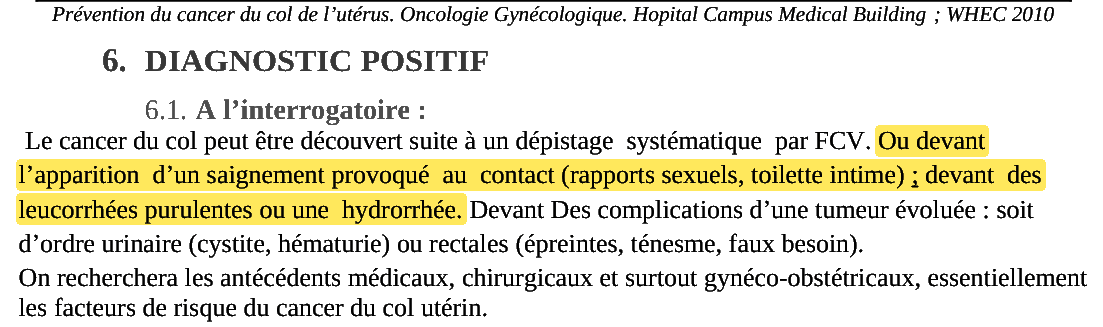 Prévention du cancer du col de l’utérus. Oncologie Gynécologique. Hopital Campus Medical Building ; WHEC 2010
6. DIAGNOSTIC POSITIF
6.1. A l’interrogatoire :
Le cancer du col peut être découvert suite à un dépistage systématique par FCV. Ou devant
l’apparition d’un saignement provoqué au contact (rapports sexuels, toilette intime) ; devant des
leucorrhées purulentes ou une hydrorrhée. Devant Des complications d’une tumeur évoluée : soit
d’ordre urinaire (cystite, hématurie) ou rectales (épreintes, ténesme, faux besoin).
On recherchera les antécédents médicaux, chirurgicaux et surtout gynéco-obstétricaux, essentiellement
les facteurs de risque du cancer du col utérin.